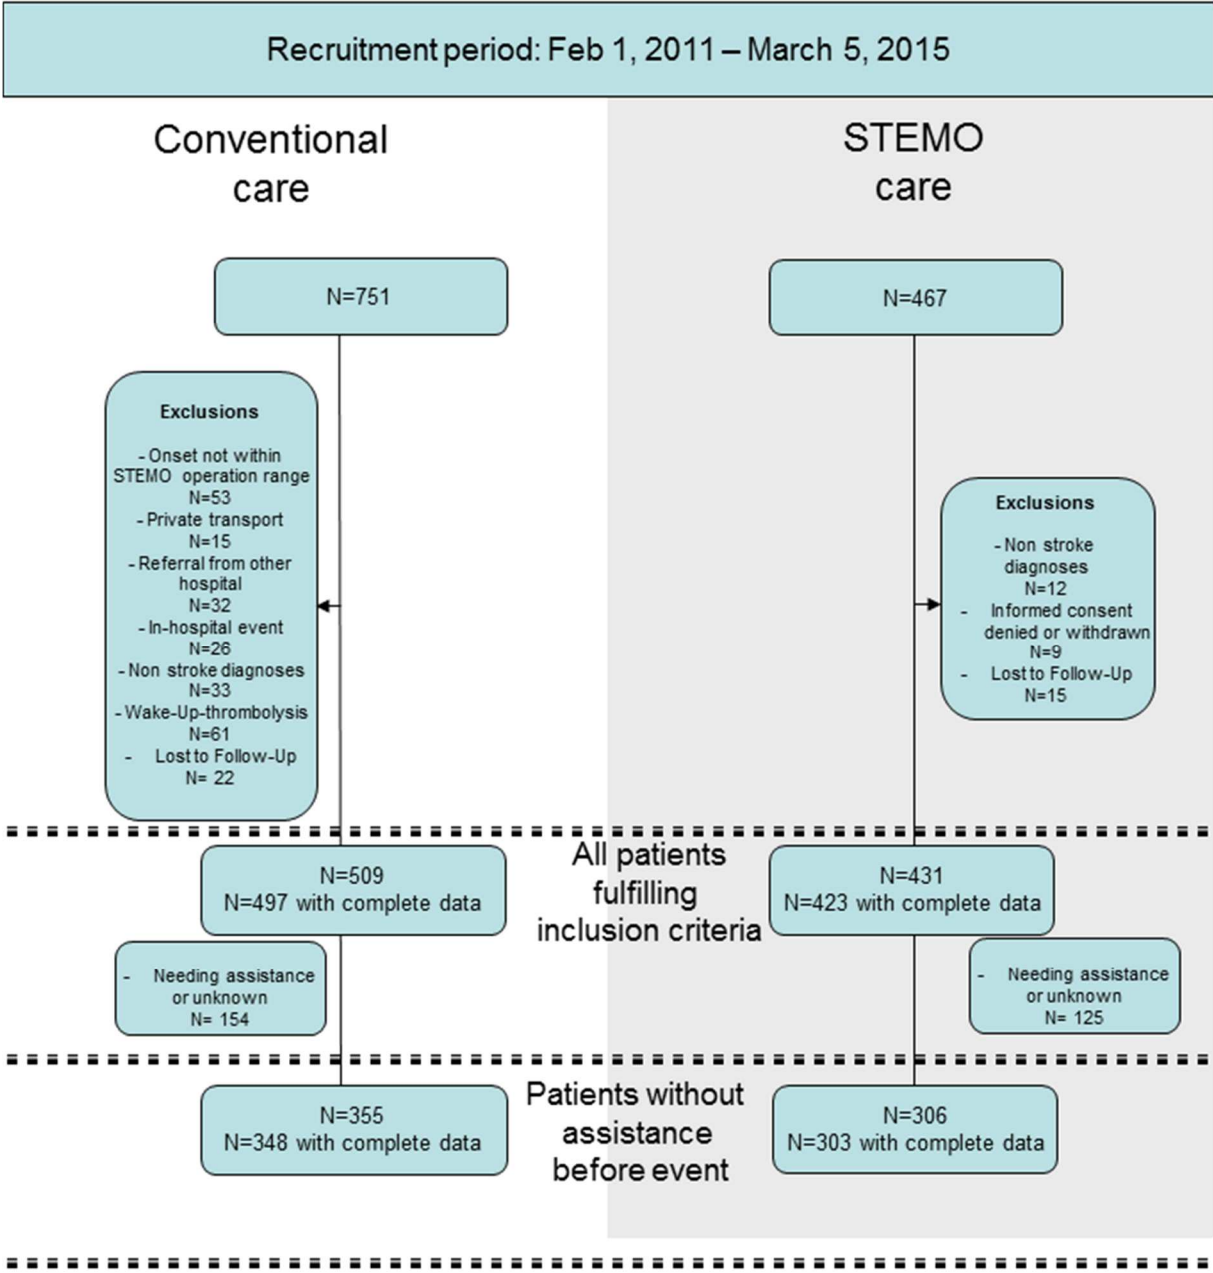 Recruitment period: Feb 1, 2011 – March 5, 2015
Conventional
care
STEMO
care
N=751
N=467
Exclusions
- Onset not within
STEMO operation range
N=53
- Private transport
N=15
- Referral from other
hospital
N=32
- In-hospital event
N=26
- Non stroke diagnoses
N=33
- Wake-Up-thrombolysis
N=61
- Lost to Follow-Up
N= 22
Exclusions
- Non stroke
diagnoses
N=12
- Informed consent
denied or withdrawn
N=9
- Lost to Follow-Up
N=15
N=509
N=497 with complete data
All patients
fulfilling
inclusion criteria
N=431
N=423 with complete data
- Needing assistance
or unknown
N= 154
- Needing assistance
or unknown
N= 125
N=355
N=348 with complete data
Patients without
assistance
before event
N=306
N=303 with complete data